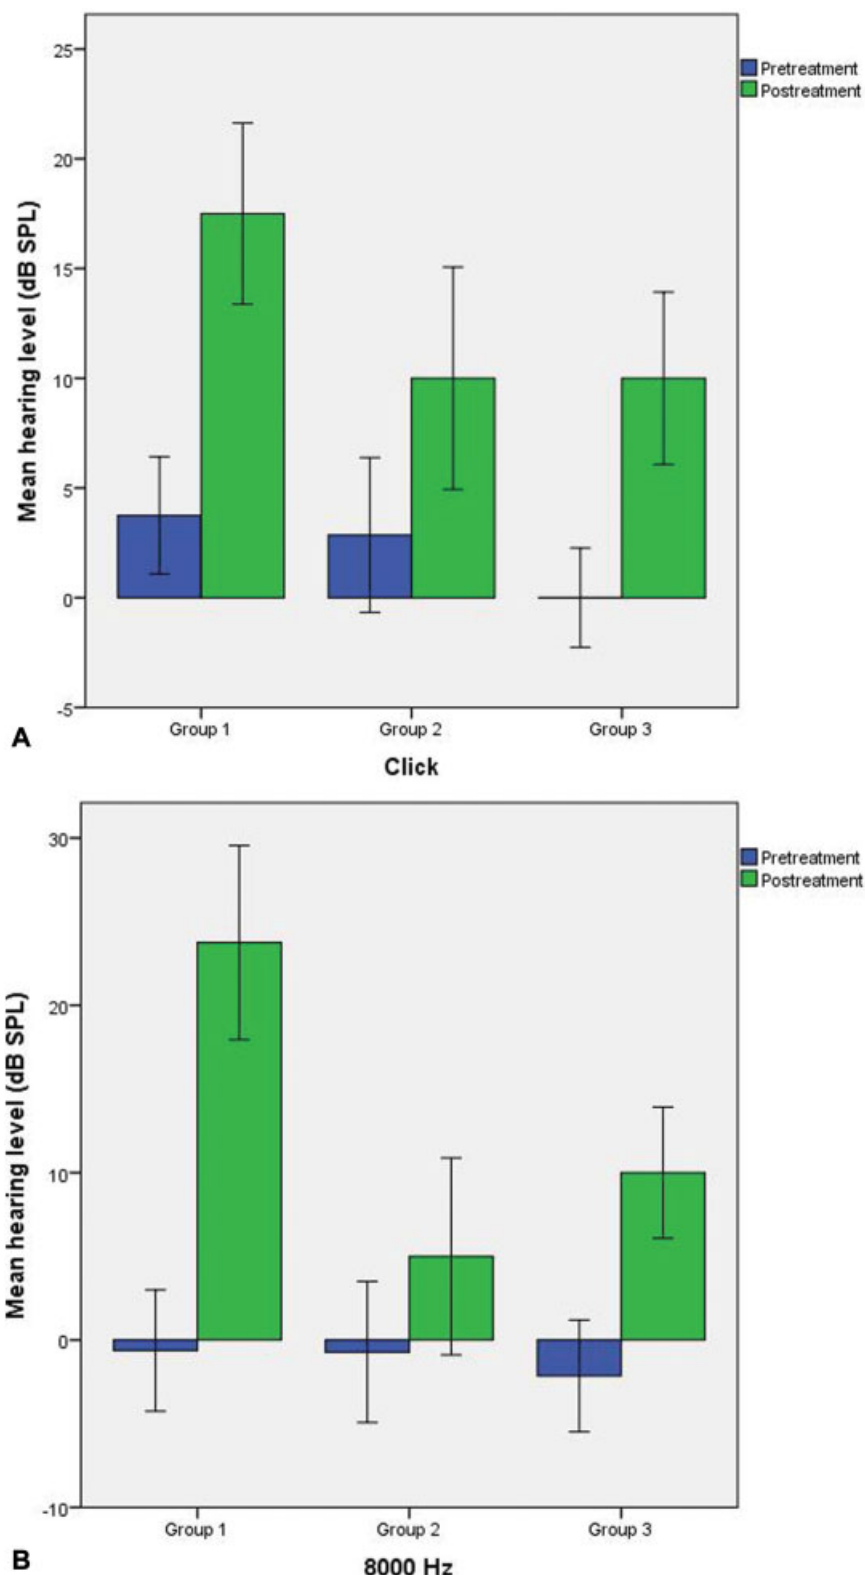 25
Pretreatment
Postreatment
20
15
10
5
0
-5
Mean hearing level (dB SPL)
Group 1 Group 2 Group 3
A
Click
30
Pretreatment
Postreatment
20
10
0
-10
Mean hearing level (dB SPL)
Group 1 Group 2 Group 3
B
8000 Hz